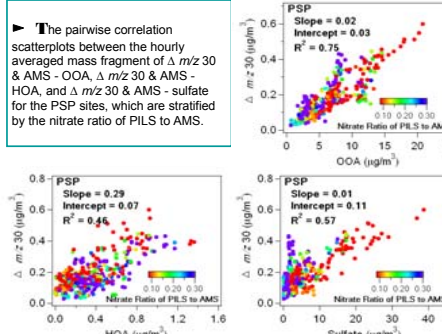 ► The pairwise correlation
scatterplots between the hourly
averaged mass fragment of Δ m/z 30
& AMS - OOA, Δ m/z 30 & AMS -
HOA, and Δ m/z 30 & AMS - sulfate
for the PSP sites, which are stratified
by the nitrate ratio of PILS to AMS.
PSP
Slope = 0.02
Intercept = 0.03
R² = 0.75
Δ m/z 30 (µg/m³)
0.6
0.4
0.2
0.0
0.10 0.20 0.30
Nitrate Ratio of PILS to AMS
0 5 10 15 20
OOA (µg/m³)
PSP
Slope = 0.29
Intercept = 0.07
R² = 0.46
Δ m/z 30 (µg/m³)
0.8
0.6
0.4
0.2
0.0
0.10 0.20 0.30
Nitrate Ratio of PILS to AMS
0.0 0.4 0.8 1.2 1.6
HOA (µg/m³)
PSP
Slope = 0.01
Intercept = 0.11
R² = 0.57
Δ m/z 30 (µg/m³)
0.8
0.6
0.4
0.2
0.0
0.10 0.20 0.30
Nitrate Ratio of PILS to AMS
0 10 20 30 40
Sulfate (µg/m³)